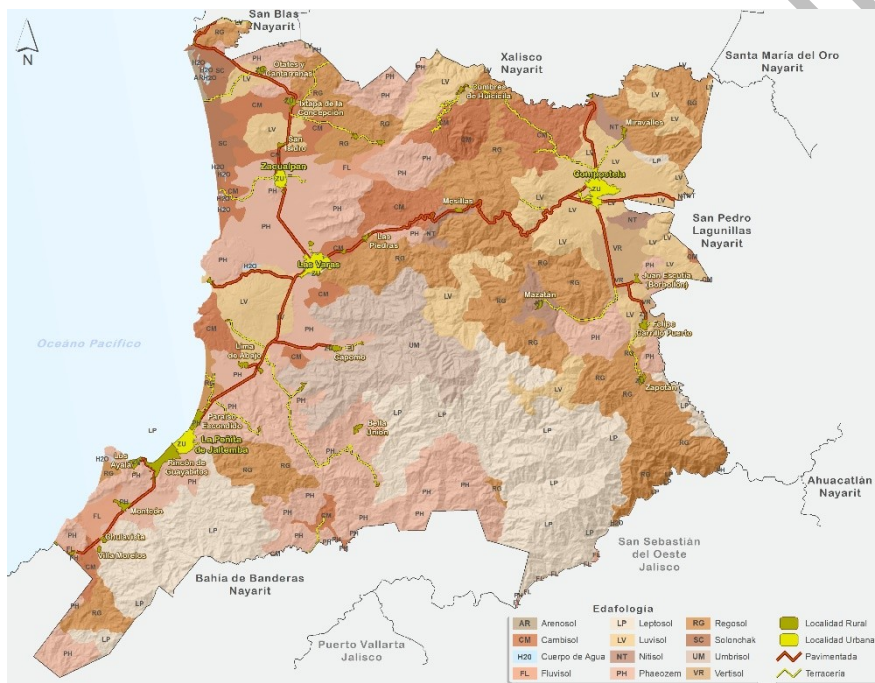 San Blas
Nayarit
Xalisco
Nayarit
Santa María del Oro
Nayarit
N
Otates y
Cantarranas
Ixtapa de la
Concepción
Cumbres
de Huicicila
Miravalles
San
Isidro
Zacualpan
Compostela
San Pedro
Lagunillas
Nayarit
Mesillas
Las
Piedras
Las Varas
Juan Escutia
(Borbollón)
Mazatán
Felipe
Carrillo Puerto
Océano Pacífico
Lima
de Abajo
El
Capomo
Zapotán
Paraíso
Escondido
La Peñita
de Jaltemba
Bella
Unión
Los
Ayala
Rincón de
Guayabitos
Ahuacatlán
Nayarit
Monteón
Chulavista
Villa Morelos
San Sebastián
del Oeste
Jalisco
Bahía de Banderas
Nayarit
Puerto Vallarta
Jalisco
Edafología
AR Arenosol
LP Leptosol
RG Regosol
Localidad Rural
CM Cambisol
LV Luvisol
SC Solonchak
Localidad Urbana
H20 Cuerpo de Agua
NT Nitisol
UM Umbrisol
Pavimentada
FL Fluvisol
PH Phaeozem
VR Vertisol
Terracería